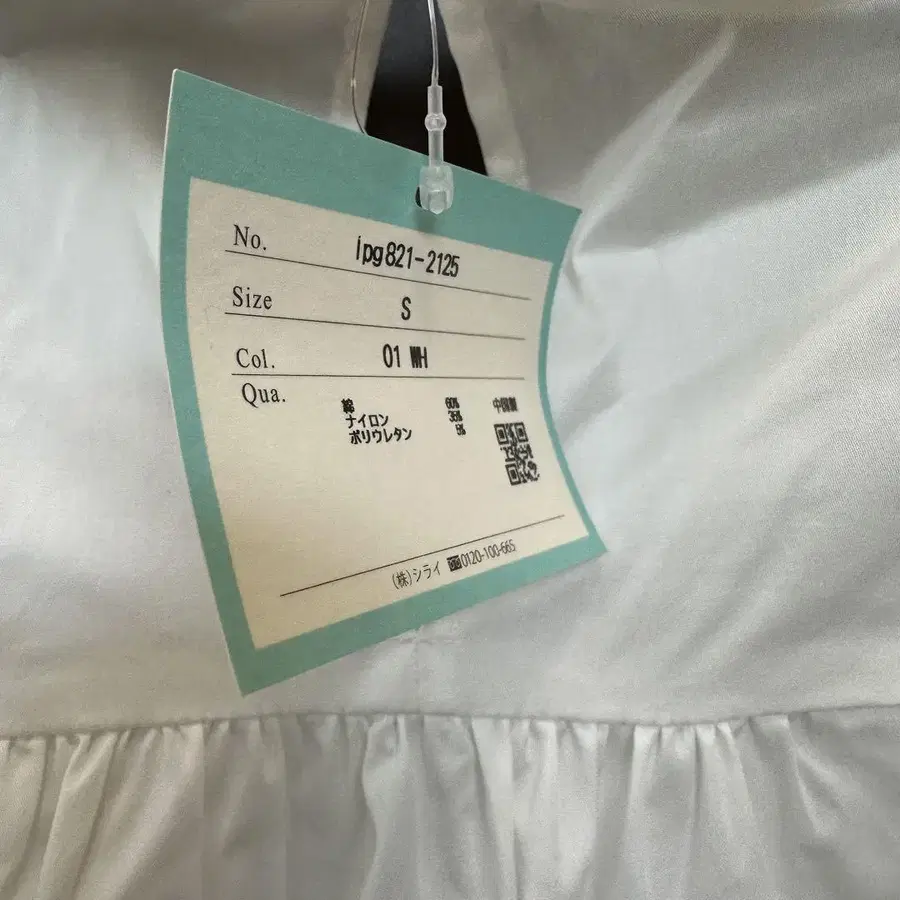 No. ipg821-2125
Size S
Col. 01 WH
Qua.
綿 60% 中国製
ナイロン 35%
ポリウレタン 5%
(株)シライ ☎0120-100-665